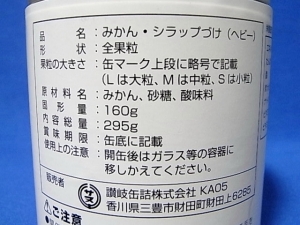 品名：みかん・シラップづけ（ヘビー）
形状：全果粒
果粒の大きさ：缶マーク上段に略号で記載
（Lは大粒、Mは中粒、Sは小粒）
原材料名：みかん、砂糖、酸味料
固形量：160g
内容総量：295g
賞味期限：缶底に記載
使用上の注意：開缶後はガラス等の容器に
移しかえてください。
販売者
讃岐缶詰株式会社 KA05
香川県三豊市財田町財田上6265
ご注意